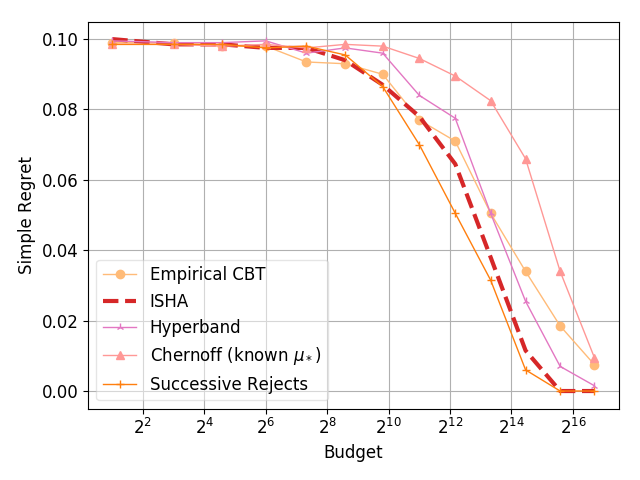 0.10
0.08
0.06
0.04
0.02
0.00
Simple Regret
Empirical CBT
ISHA
Hyperband
Chernoff (known μ*)
Successive Rejects
2^2 2^4 2^6 2^8 2^10 2^12 2^14 2^16
Budget